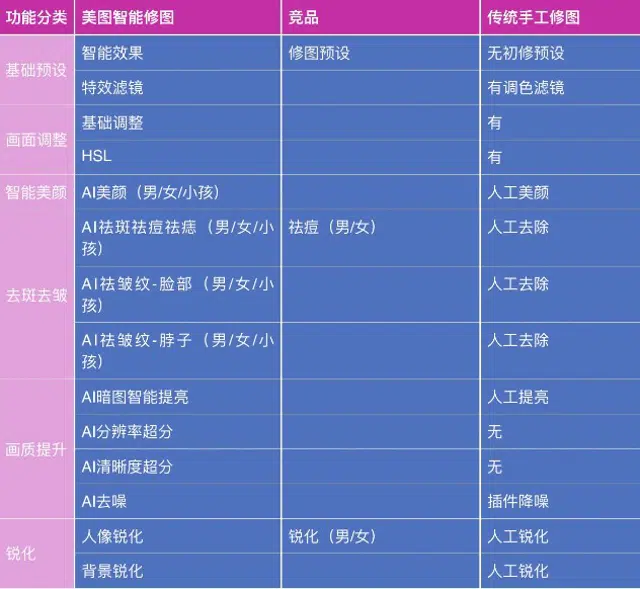 功能分类 美图智能修图 竞品 传统手工修图
基础预设
智能效果 修图预设 无初修预设
特效滤镜 有调色滤镜
画面调整
基础调整 有
HSL 有
智能美颜 AI美颜（男/女/小孩） 人工美颜
去斑去皱
AI祛斑祛痘祛痣（男/女/小 祛痘（男/女） 人工去除
孩）
AI祛皱纹-脸部（男/女/小 人工去除
孩）
AI祛皱纹-脖子（男/女/小 人工去除
孩）
画质提升
AI暗图智能提亮 人工提亮
AI分辨率超分 无
AI清晰度超分 无
AI去噪 插件降噪
锐化
人像锐化 锐化（男/女） 人工锐化
背景锐化 人工锐化